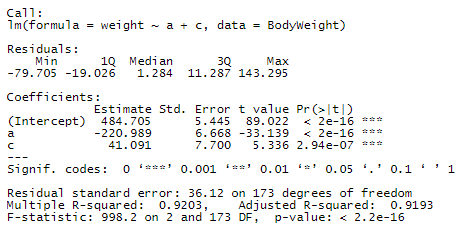 Call:
lm(formula = weight ~ a + c, data = BodyWeight)
Residuals:
Min 1Q Median 3Q Max
-79.705 -19.026 1.284 11.287 143.295
Coefficients:
Estimate Std. Error t value Pr(>|t|)
(Intercept) 484.705 5.445 89.022 < 2e-16 ***
a -220.989 6.668 -33.139 < 2e-16 ***
c 41.091 7.700 5.336 2.94e-07 ***
---
Signif. codes: 0 ‘***’ 0.001 ‘**’ 0.01 ‘*’ 0.05 ‘.’ 0.1 ‘ ’ 1
Residual standard error: 36.12 on 173 degrees of freedom
Multiple R-squared: 0.9203, Adjusted R-squared: 0.9193
F-statistic: 998.2 on 2 and 173 DF, p-value: < 2.2e-16